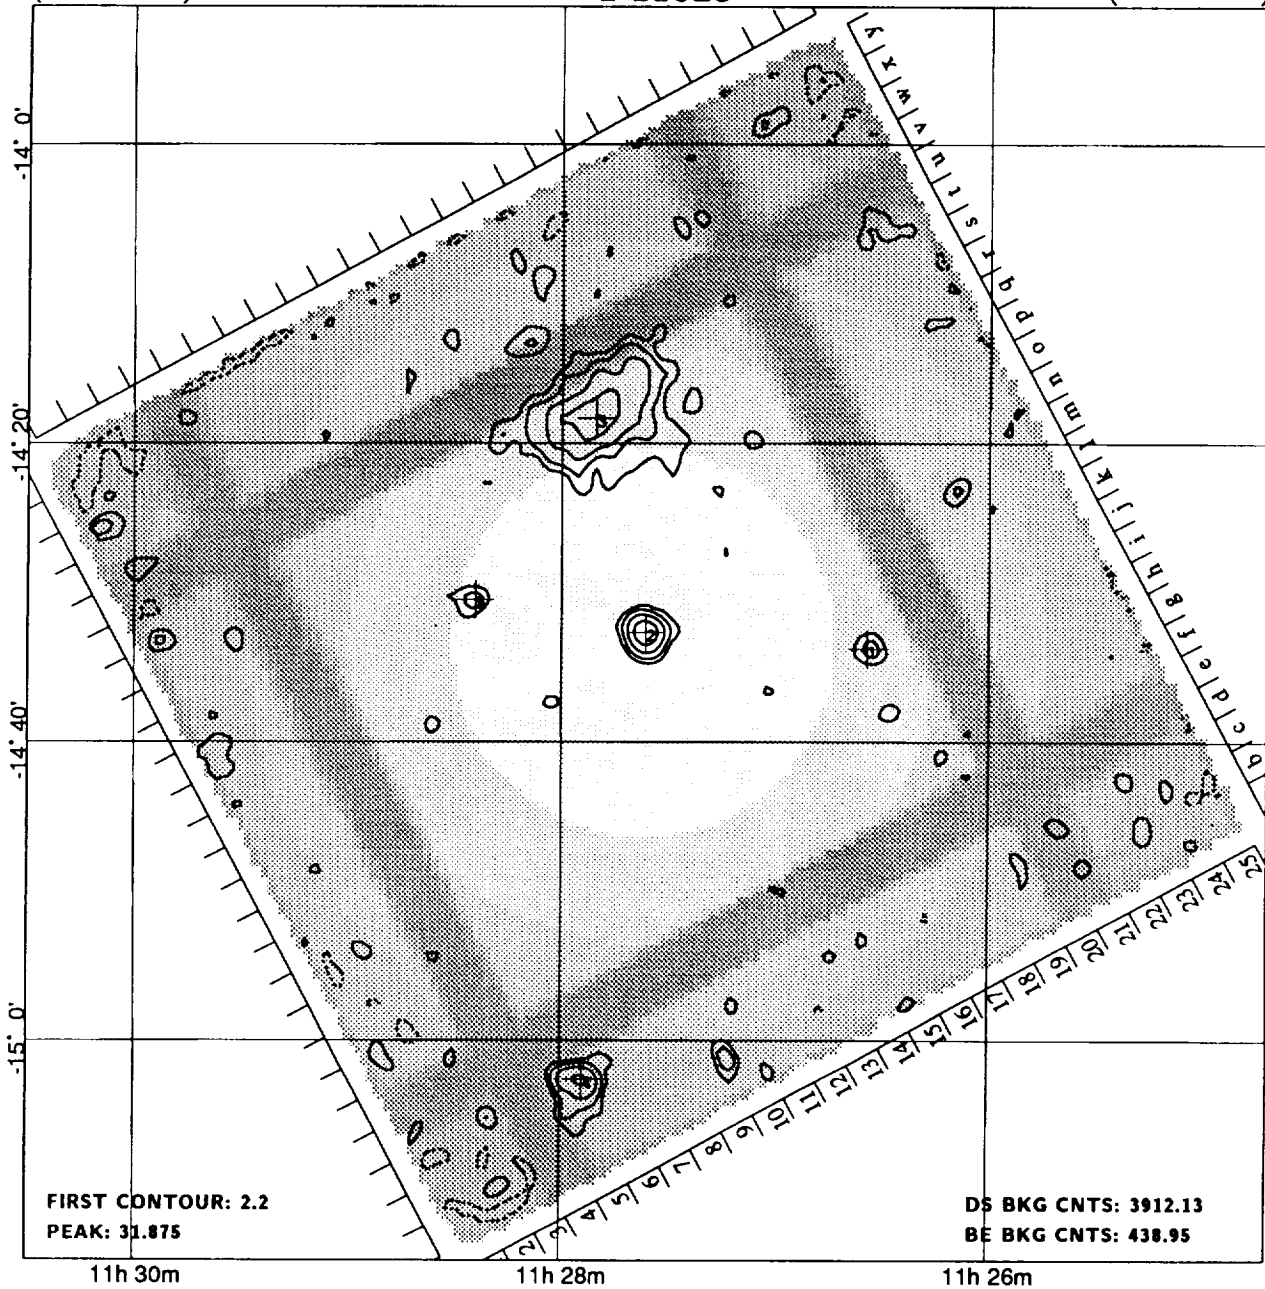 -14° 0'
-14° 20'
-14° 40'
-15° 0'
y x w v u t s r q p o n m l k j i h g f e d c b
2 3 4 5 6 7 8 9 10 11 12 13 14 15 16 17 18 19 20 21 22 23 24 25
3
2
FIRST CONTOUR: 2.2
PEAK: 31.875
DS BKG CNTS: 3912.13
BE BKG CNTS: 438.95
11h 30m
11h 28m
11h 26m